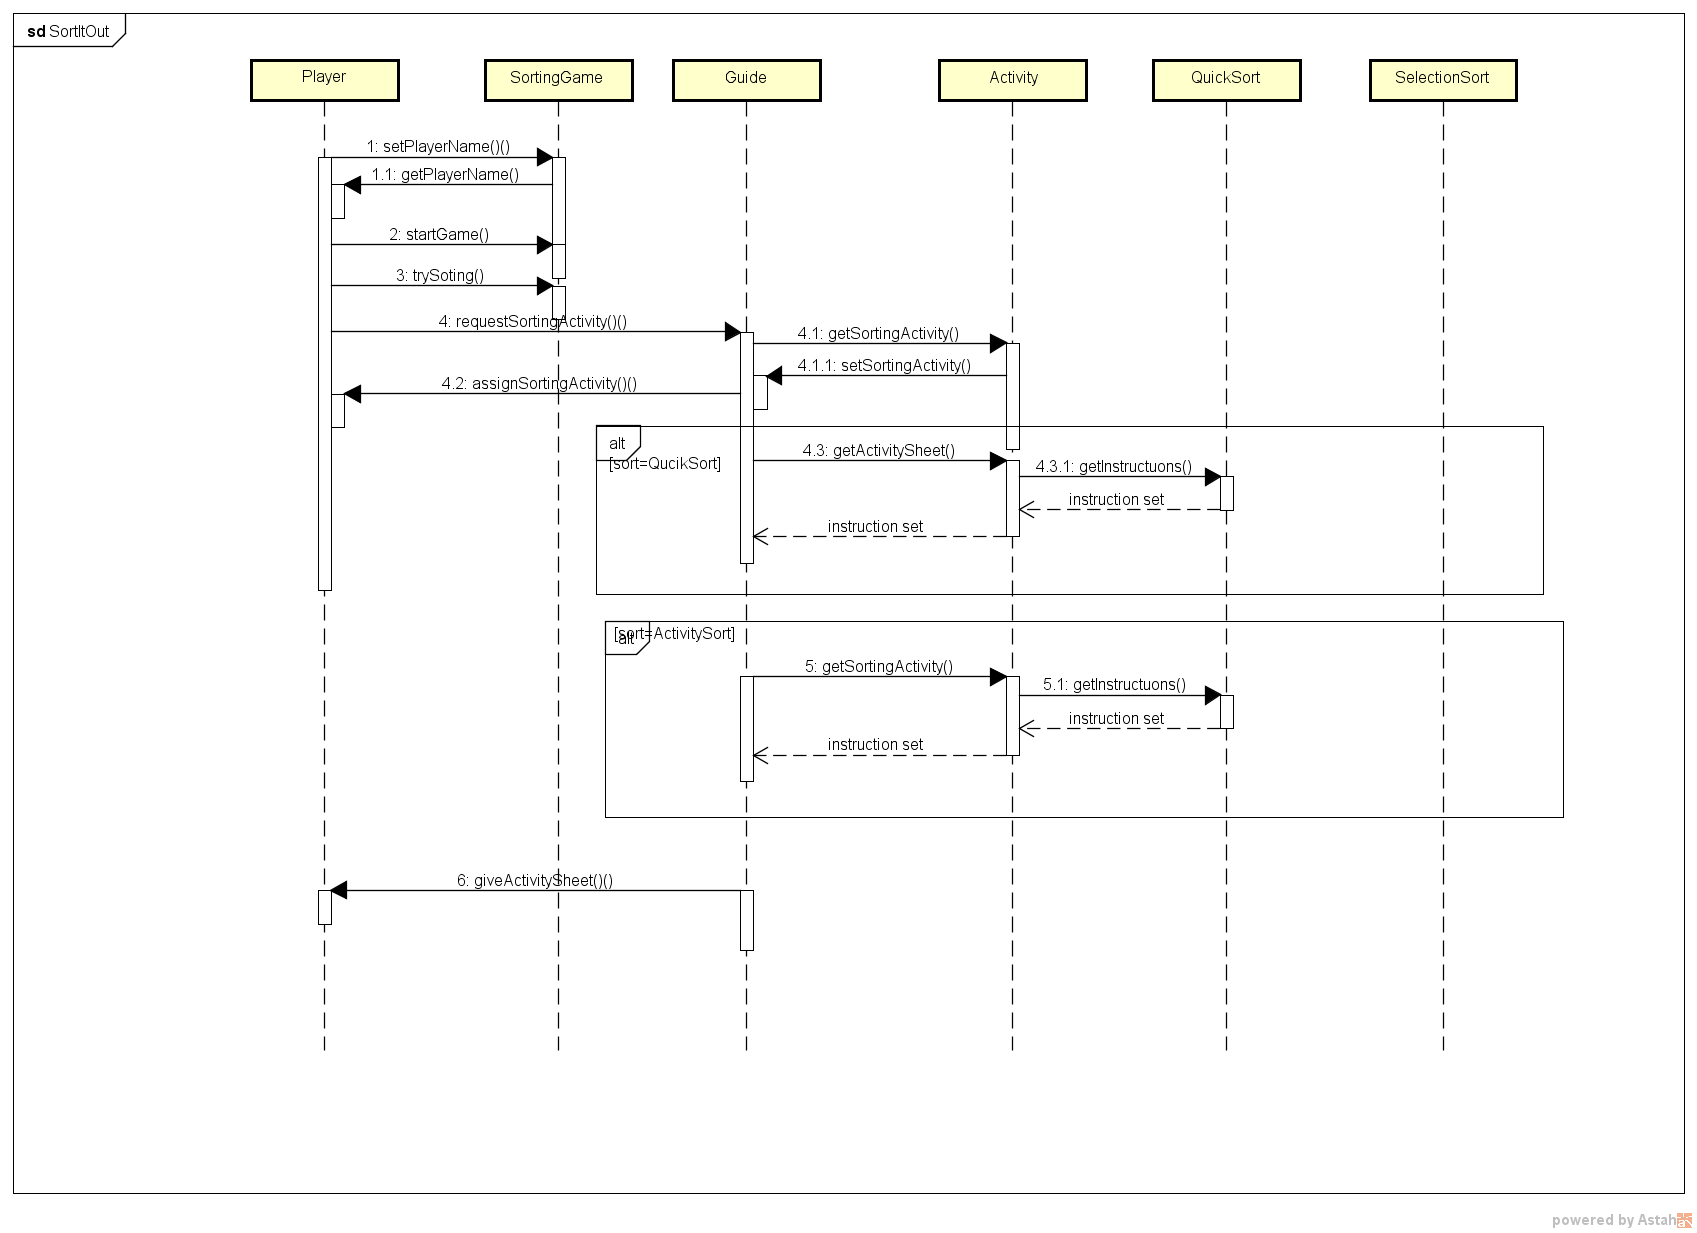 sd SortItOut
Player
SortingGame
Guide
Activity
QuickSort
SelectionSort
1: setPlayerName()()
1.1: getPlayerName()
2: startGame()
3: trySoting()
4: requestSortingActivity()()
4.1: getSortingActivity()
4.1.1: setSortingActivity()
4.2: assignSortingActivity()()
alt
[sort=QucikSort]
4.3: getActivitySheet()
4.3.1: getInstructuons()
instruction set
instruction set
alt
[sort=ActivitySort]
5: getSortingActivity()
5.1: getInstructuons()
instruction set
instruction set
6: giveActivitySheet()()
powered by Astah